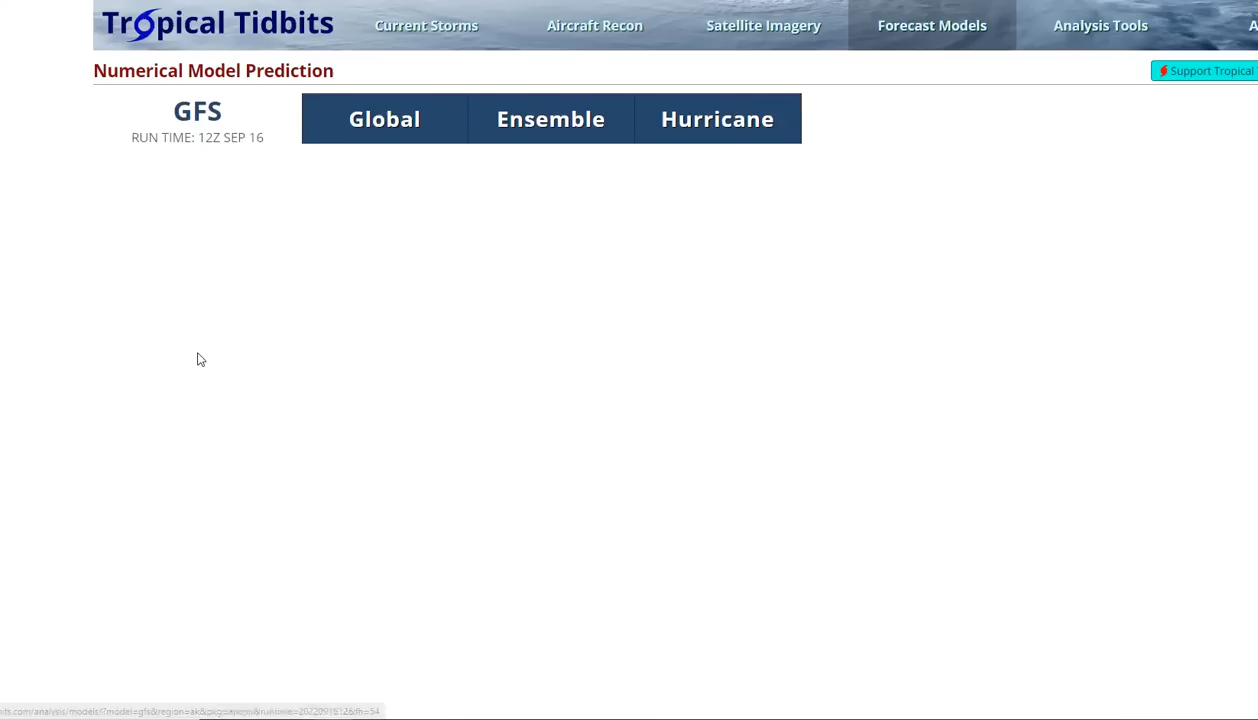 Tropical Tidbits
Current Storms
Aircraft Recon
Satellite Imagery
Forecast Models
Analysis Tools
A
Numerical Model Prediction
Support Tropical
GFS
RUN TIME: 12Z SEP 16
Global
Ensemble
Hurricane